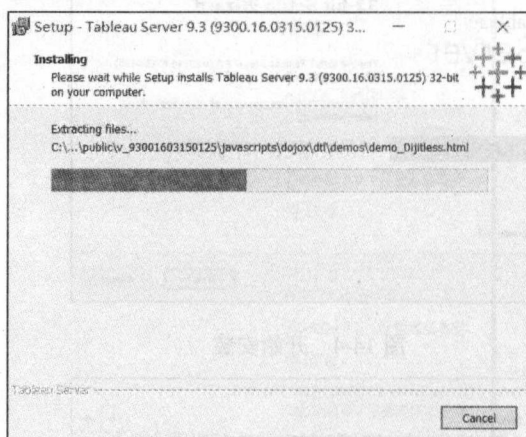 Setup - Tableau Server 9.3 (9300.16.0315.0125) 3...
Installing
Please wait while Setup installs Tableau Server 9.3 (9300.16.0315.0125) 32-bit
on your computer.
Extracting files...
C:\...\public\v_93001603150125\javascripts\dojox\dtl\demos\demo_Dijitless.html
Tableau Server
Cancel